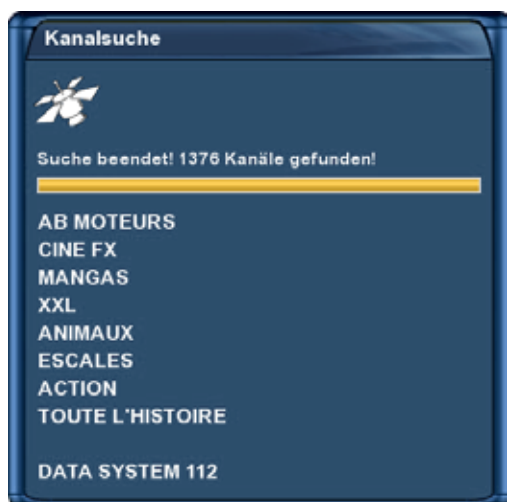 Kanalsuche
Suche beendet! 1376 Kanäle gefunden!
AB MOTEURS
CINE FX
MANGAS
XXL
ANIMAUX
ESCALES
ACTION
TOUTE L'HISTOIRE
DATA SYSTEM 112